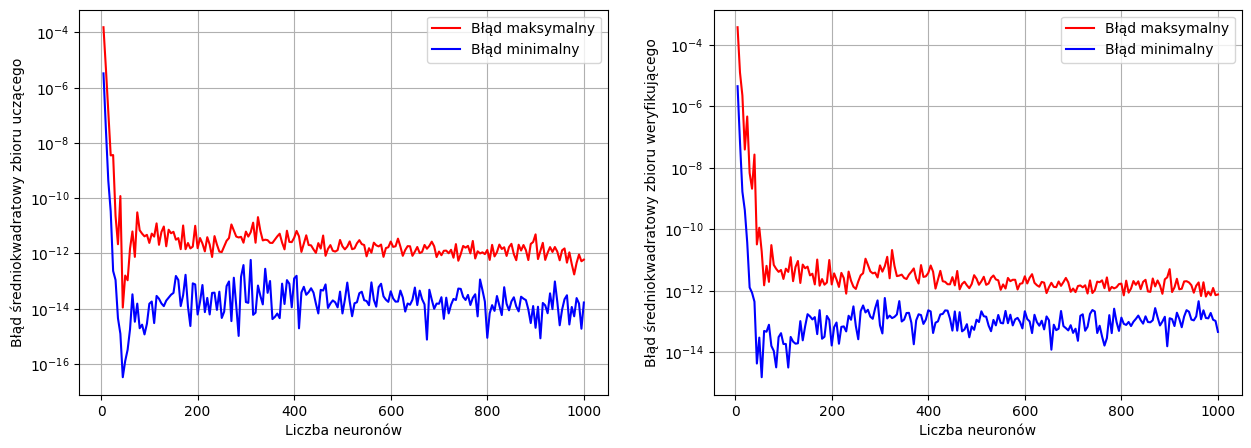 Błąd średniokwadratowy zbioru uczącego
10⁻⁴
10⁻⁶
10⁻⁸
10⁻¹⁰
10⁻¹²
10⁻¹⁴
10⁻¹⁶
Błąd maksymalny
Błąd minimalny
0 200 400 600 800 1000
Liczba neuronów
Błąd średniokwadratowy zbioru weryfikującego
10⁻⁴
10⁻⁶
10⁻⁸
10⁻¹⁰
10⁻¹²
10⁻¹⁴
Błąd maksymalny
Błąd minimalny
0 200 400 600 800 1000
Liczba neuronów